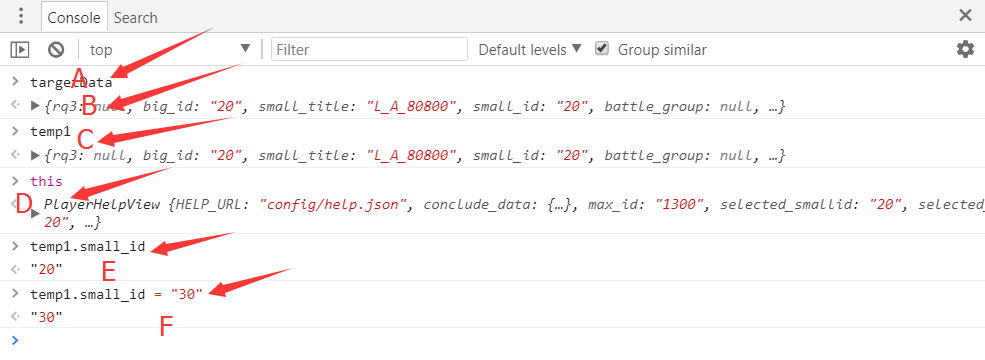 Console Search
top Filter Default levels Group similar
targetData
A
B
{rq3: null, big_id: "20", small_title: "L_A_80800", small_id: "20", battle_group: null, …}
temp1
C
{rq3: null, big_id: "20", small_title: "L_A_80800", small_id: "20", battle_group: null, …}
this
D
PlayerHelpView {HELP_URL: "config/help.json", conclude_data: {…}, max_id: "1300", selected_smallid: "20", selected_
20", …}
temp1.small_id
"20"
E
temp1.small_id = "30"
"30"
F